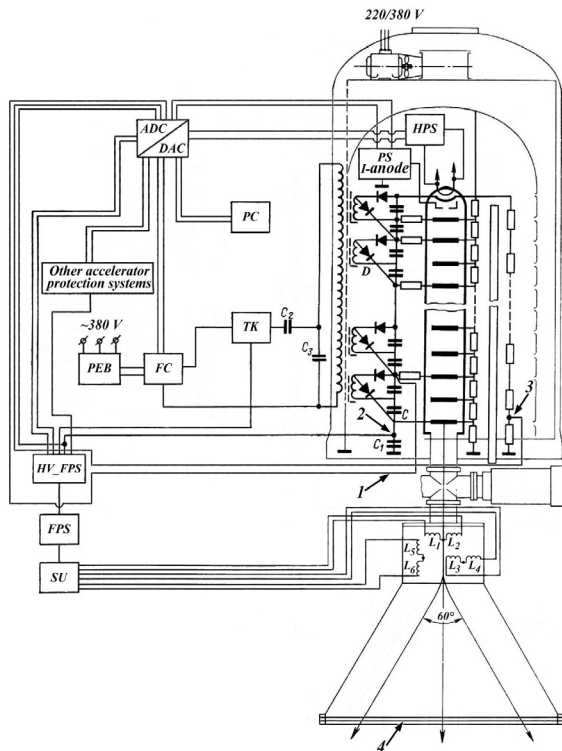 220/380 V
ADC
DAC
HPS
PS
I-anode
PC
D
Other accelerator
protection systems
C₂
TK
~380 V
C₃
PEB
FC
C
3
2
C₁
HV_FPS
1
FPS
L₁ L₂
L₅
L₆
L₃ L₄
SU
60°
4